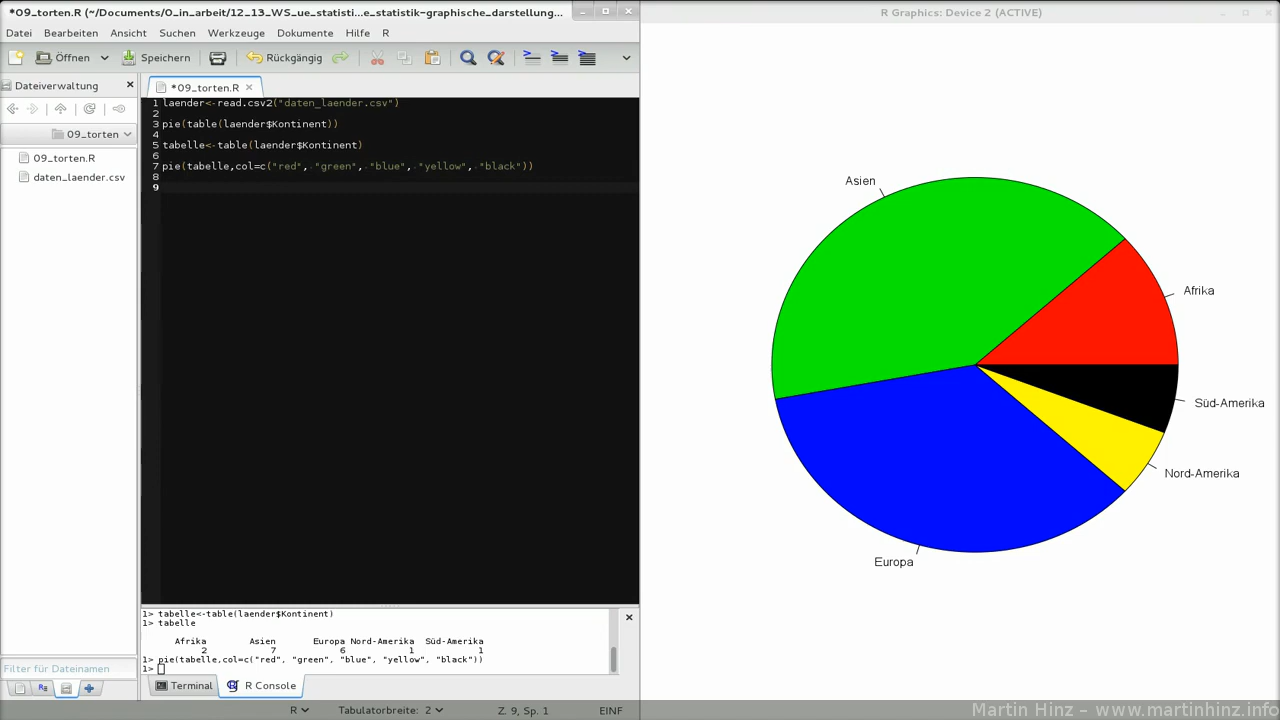 *09_torten.R (~/Documents/O_in_arbeit/12_13_WS_ue_statisti...e_statistik-graphische_darstellung...
R Graphics: Device 2 (ACTIVE)
Datei Bearbeiten Ansicht Suchen Werkzeuge Dokumente Hilfe R
Öffnen Speichern Rückgängig
Dateiverwaltung
*09_torten.R
09_torten
09_torten.R
daten_laender.csv
1 laender<-read.csv2("daten_laender.csv")
2
3 pie(table(laender$Kontinent))
4
5 tabelle<-table(laender$Kontinent)
6
7 pie(tabelle,col=c("red", "green", "blue", "yellow", "black"))
8
9
Asien
Afrika
Süd-Amerika
Nord-Amerika
Europa
1> tabelle<-table(laender$Kontinent)
1> tabelle
Afrika Asien Europa Nord-Amerika Süd-Amerika
2 7 6 1 1
1> pie(tabelle,col=c("red", "green", "blue", "yellow", "black"))
1>
Filter für Dateinamen
Terminal R Console
R Tabulatorbreite: 2 Z. 9, Sp. 1 EINF
Martin Hinz - www.martinhinz.info